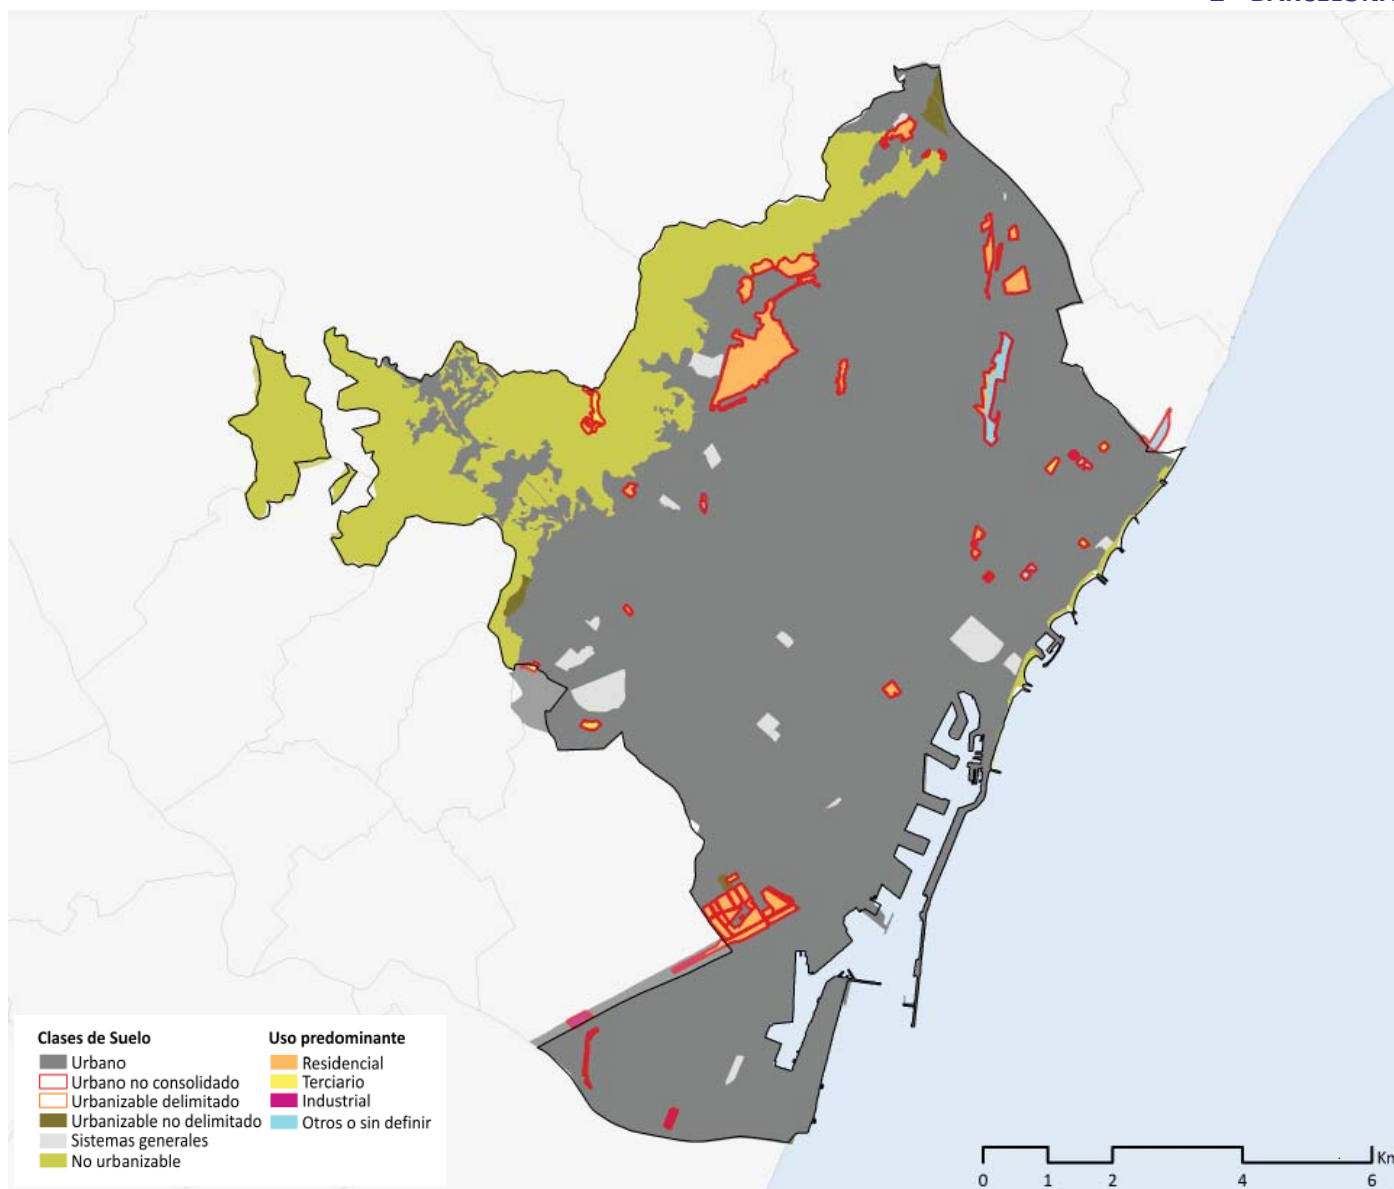 Clases de Suelo
Urbano
Urbano no consolidado
Urbanizable delimitado
Urbanizable no delimitado
Sistemas generales
No urbanizable
Uso predominante
Residencial
Terciario
Industrial
Otros o sin definir
0 1 2 4 6